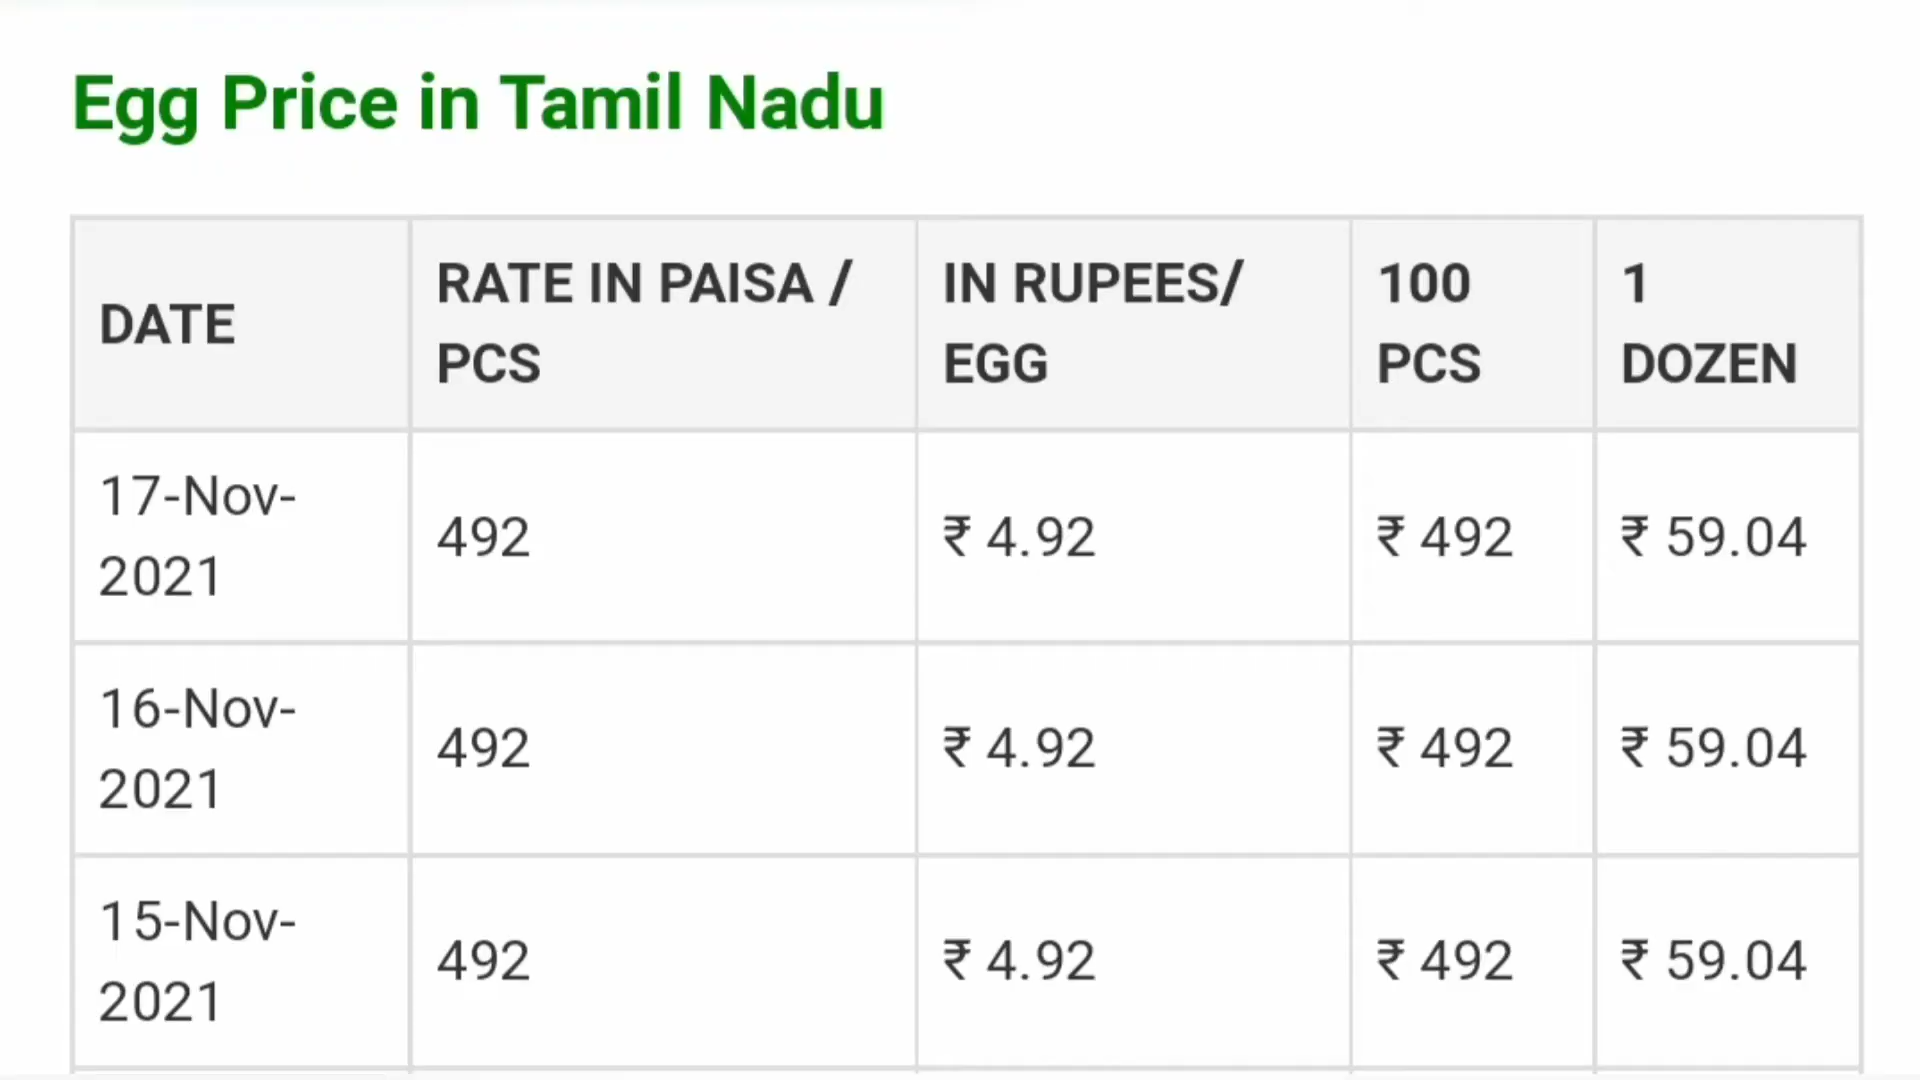 Egg Price in Tamil Nadu
DATE
RATE IN PAISA /
PCS
IN RUPEES/
EGG
100
PCS
1
DOZEN
17-Nov-
2021
492
₹ 4.92
₹ 492
₹ 59.04
16-Nov-
2021
492
₹ 4.92
₹ 492
₹ 59.04
15-Nov-
2021
492
₹ 4.92
₹ 492
₹ 59.04